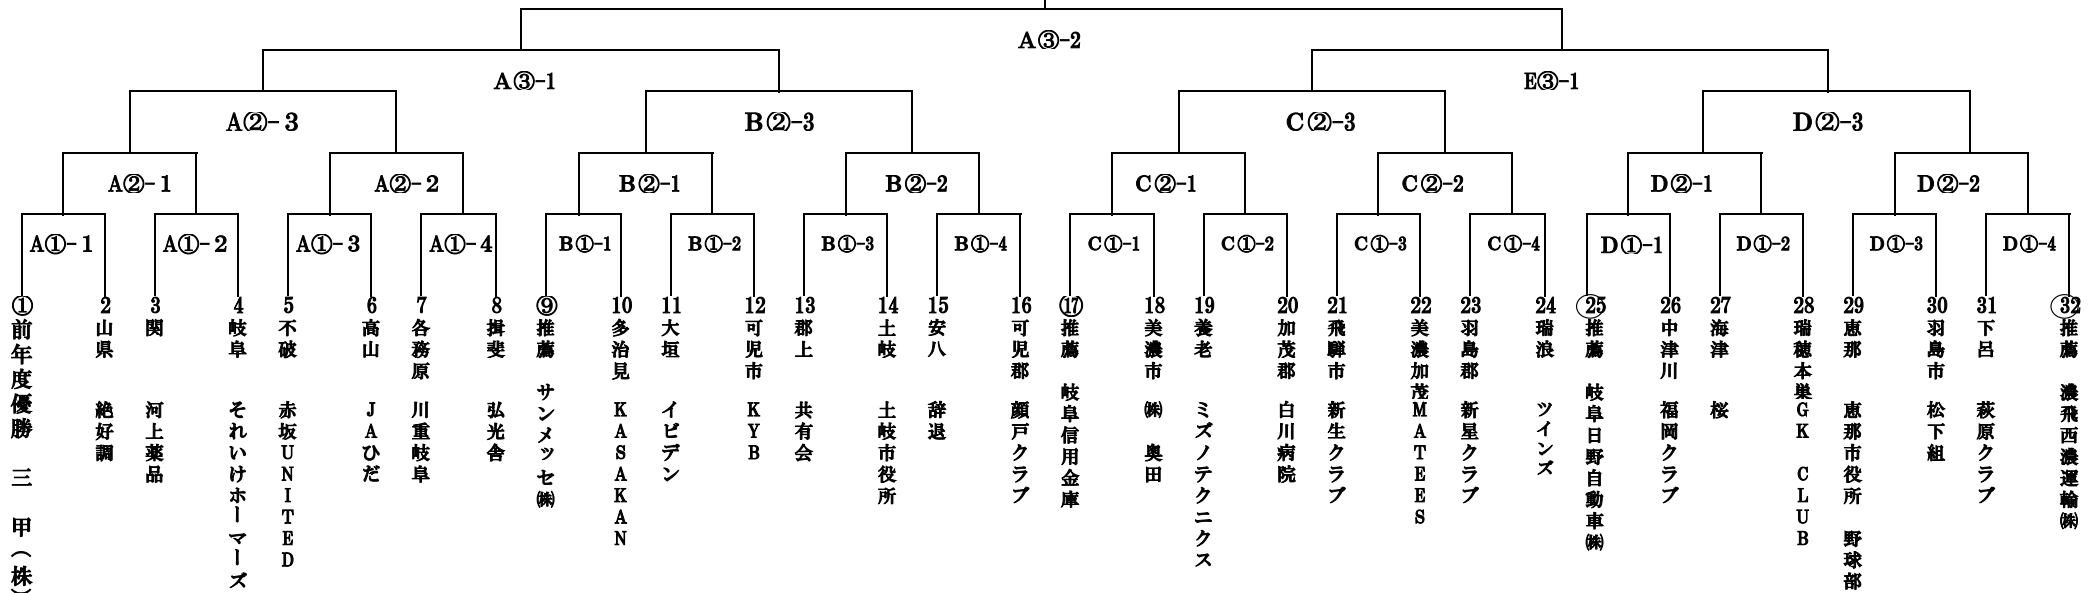 A③-2
A③-1
E③-1
A②-3
B②-3
C②-3
D②-3
A②-1
A②-2
B②-1
B②-2
C②-1
C②-2
D②-1
D②-2
A①-1
A①-2
A①-3
A①-4
B①-1
B①-2
B①-3
B①-4
C①-1
C①-2
C①-3
C①-4
D①-1
D①-2
D①-3
D①-4
① 前年度優勝 三 甲(株)
2 山県 絶好調
3 関 河上薬品
4 岐阜 それいけホーマーズ
5 不破 赤坂UNITED
6 高山 JAひだ
7 各務原 川重岐阜
8 揖斐 弘光舎
⑨ 推薦 サンメッセ㈱
10 多治見 KASAKAN
11 大垣 イビデン
12 可児市 KYB
13 郡上 共有会
14 土岐 土岐市役所
15 安八 辞退
16 可児郡 顔戸クラブ
⑰ 推薦 岐阜信用金庫
18 美濃市 ㈱ 奥田
19 養老 ミズノテクニクス
20 加茂郡 白川病院
21 飛騨市 新生クラブ
22 美濃加茂 MATEES
23 羽島郡 新星クラブ
24 瑞浪 ツインズ
㉕ 推薦 岐阜日野自動車㈱
26 中津川 福岡クラブ
27 海津 桜
28 瑞穂本巣 GK CLUB
29 恵那 恵那市役所 野球部
30 羽島市 松下組
31 下呂 萩原クラブ
㉜ 推薦 濃飛西濃運輸㈱